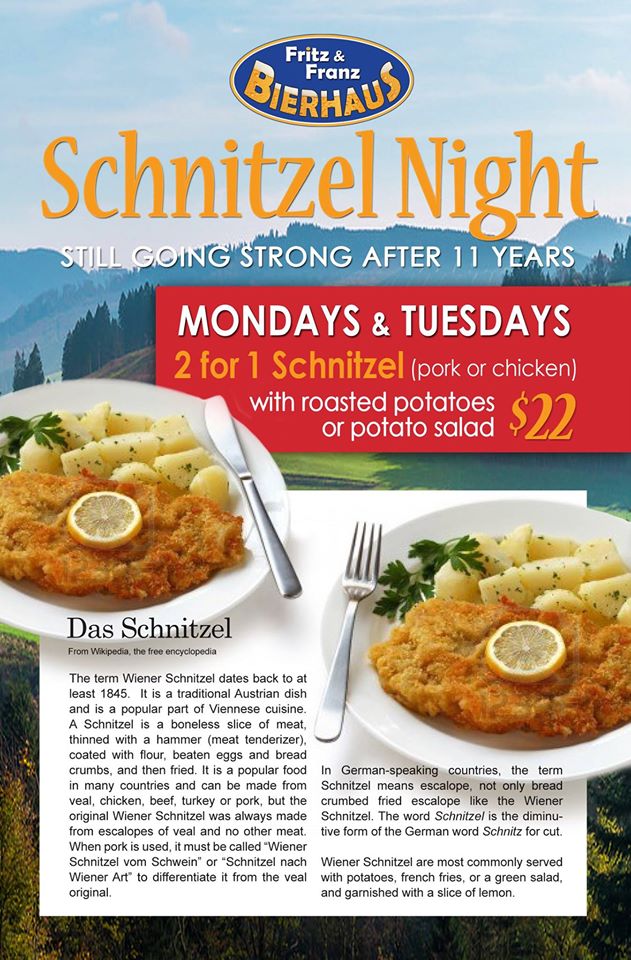 Fritz &
Franz
BIERHAUS
Schnitzel Night
STILL GOING STRONG AFTER 11 YEARS
MONDAYS & TUESDAYS
2 for 1 Schnitzel (pork or chicken)
with roasted potatoes
or potato salad $22
Das Schnitzel
From Wikipedia, the free encyclopedia
The term Wiener Schnitzel dates back to at
least 1845. It is a traditional Austrian dish
and is a popular part of Viennese cuisine.
A Schnitzel is a boneless slice of meat,
thinned with a hammer (meat tenderizer),
coated with flour, beaten eggs and bread
crumbs, and then fried. It is a popular food
in many countries and can be made from
veal, chicken, beef, turkey or pork, but the
original Wiener Schnitzel was always made
from escalopes of veal and no other meat.
When pork is used, it must be called “Wiener
Schnitzel vom Schwein” or “Schnitzel nach
Wiener Art” to differentiate it from the veal
original.
In German-speaking countries, the term
Schnitzel means escalope, not only bread
crumbed fried escalope like the Wiener
Schnitzel. The word Schnitzel is the diminu-
tive form of the German word Schnitz for cut.
Wiener Schnitzel are most commonly served
with potatoes, french fries, or a green salad,
and garnished with a slice of lemon.